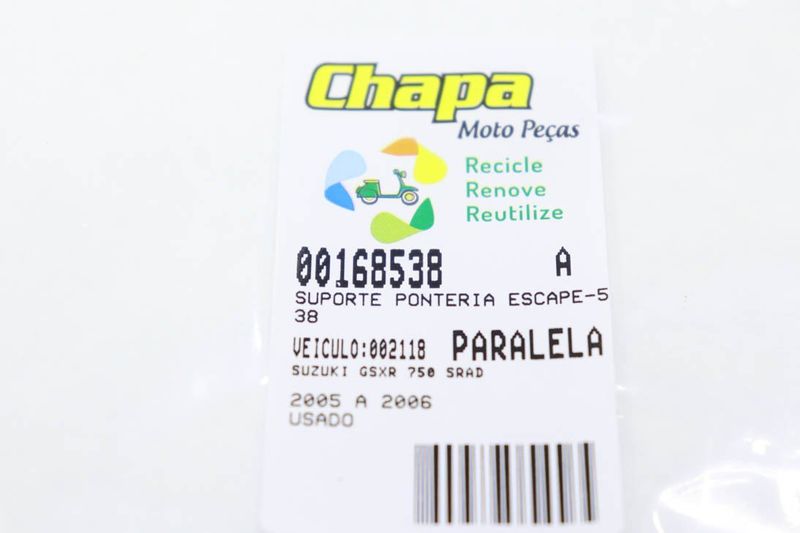 Chapa
Moto Peças
Recicle
Renove
Reutilize
00168538 A
SUPORTE PONTERIA ESCAPE-5
38
VEICULO:002118 PARALELA
SUZUKI GSXR 750 SRAD
2005 A 2006
USADO